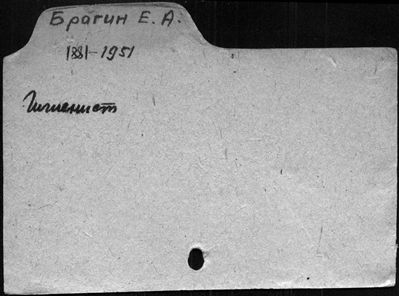 Брагин Е. А.
1881-1951
Гигиенист